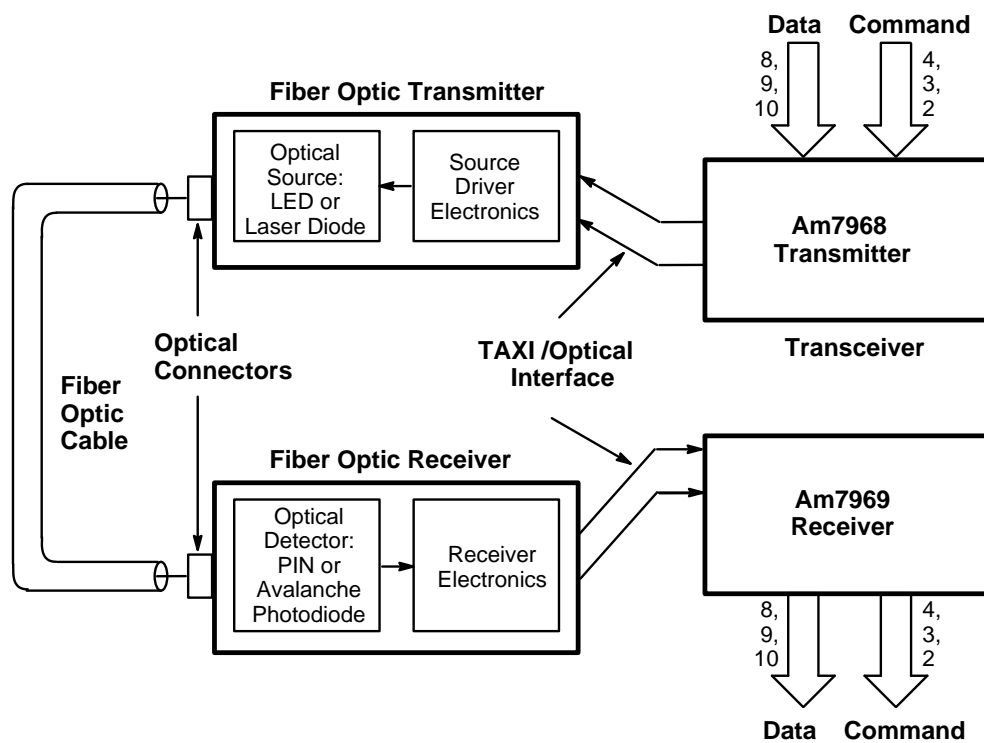 Data
Command
8,
9,
10
4,
3,
2
Fiber Optic Transmitter
Optical
Source:
LED or
Laser Diode
Source
Driver
Electronics
Am7968
Transmitter
Transceiver
Optical
Connectors
TAXI /Optical
Interface
Fiber
Optic
Cable
Fiber Optic Receiver
Optical
Detector:
PIN or
Avalanche
Photodiode
Receiver
Electronics
Am7969
Receiver
8,
9,
10
4,
3,
2
Data
Command